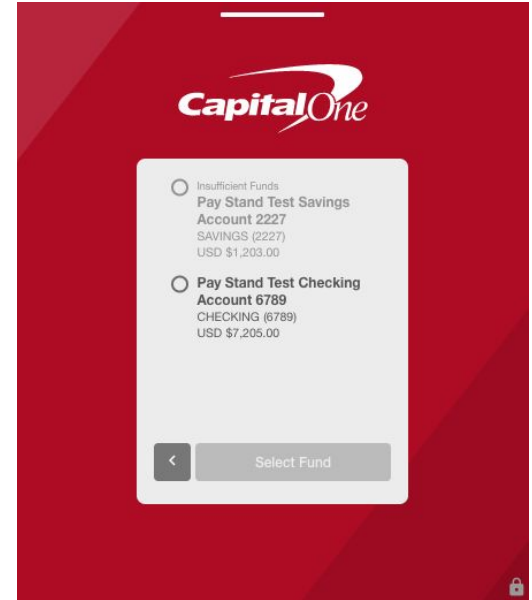 CapitalOne
Insufficient Funds
Pay Stand Test Savings
Account 2227
SAVINGS (2227)
USD $1,203.00
Pay Stand Test Checking
Account 6789
CHECKING (6789)
USD $7,205.00
Select Fund